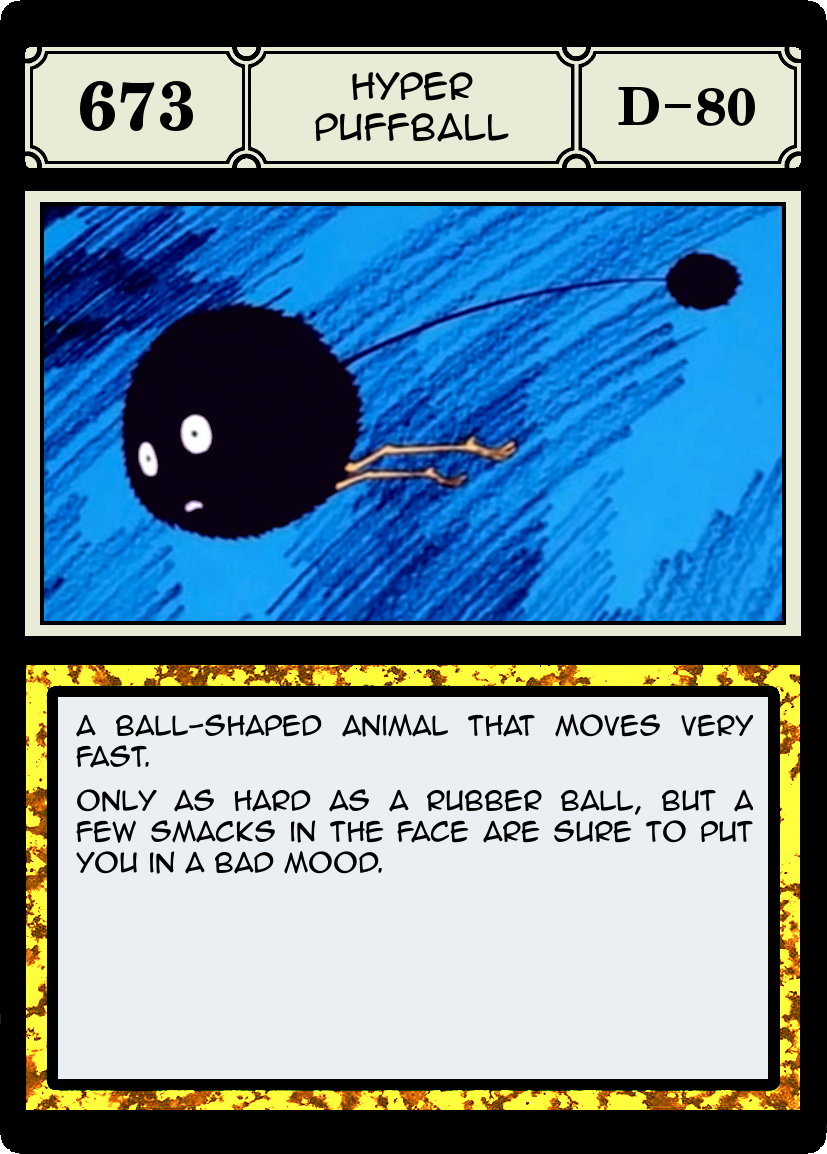 673
HYPER
PUFFBALL
D-80
A BALL-SHAPED ANIMAL THAT MOVES VERY
FAST.
ONLY AS HARD AS A RUBBER BALL, BUT A
FEW SMACKS IN THE FACE ARE SURE TO PUT
YOU IN A BAD MOOD.